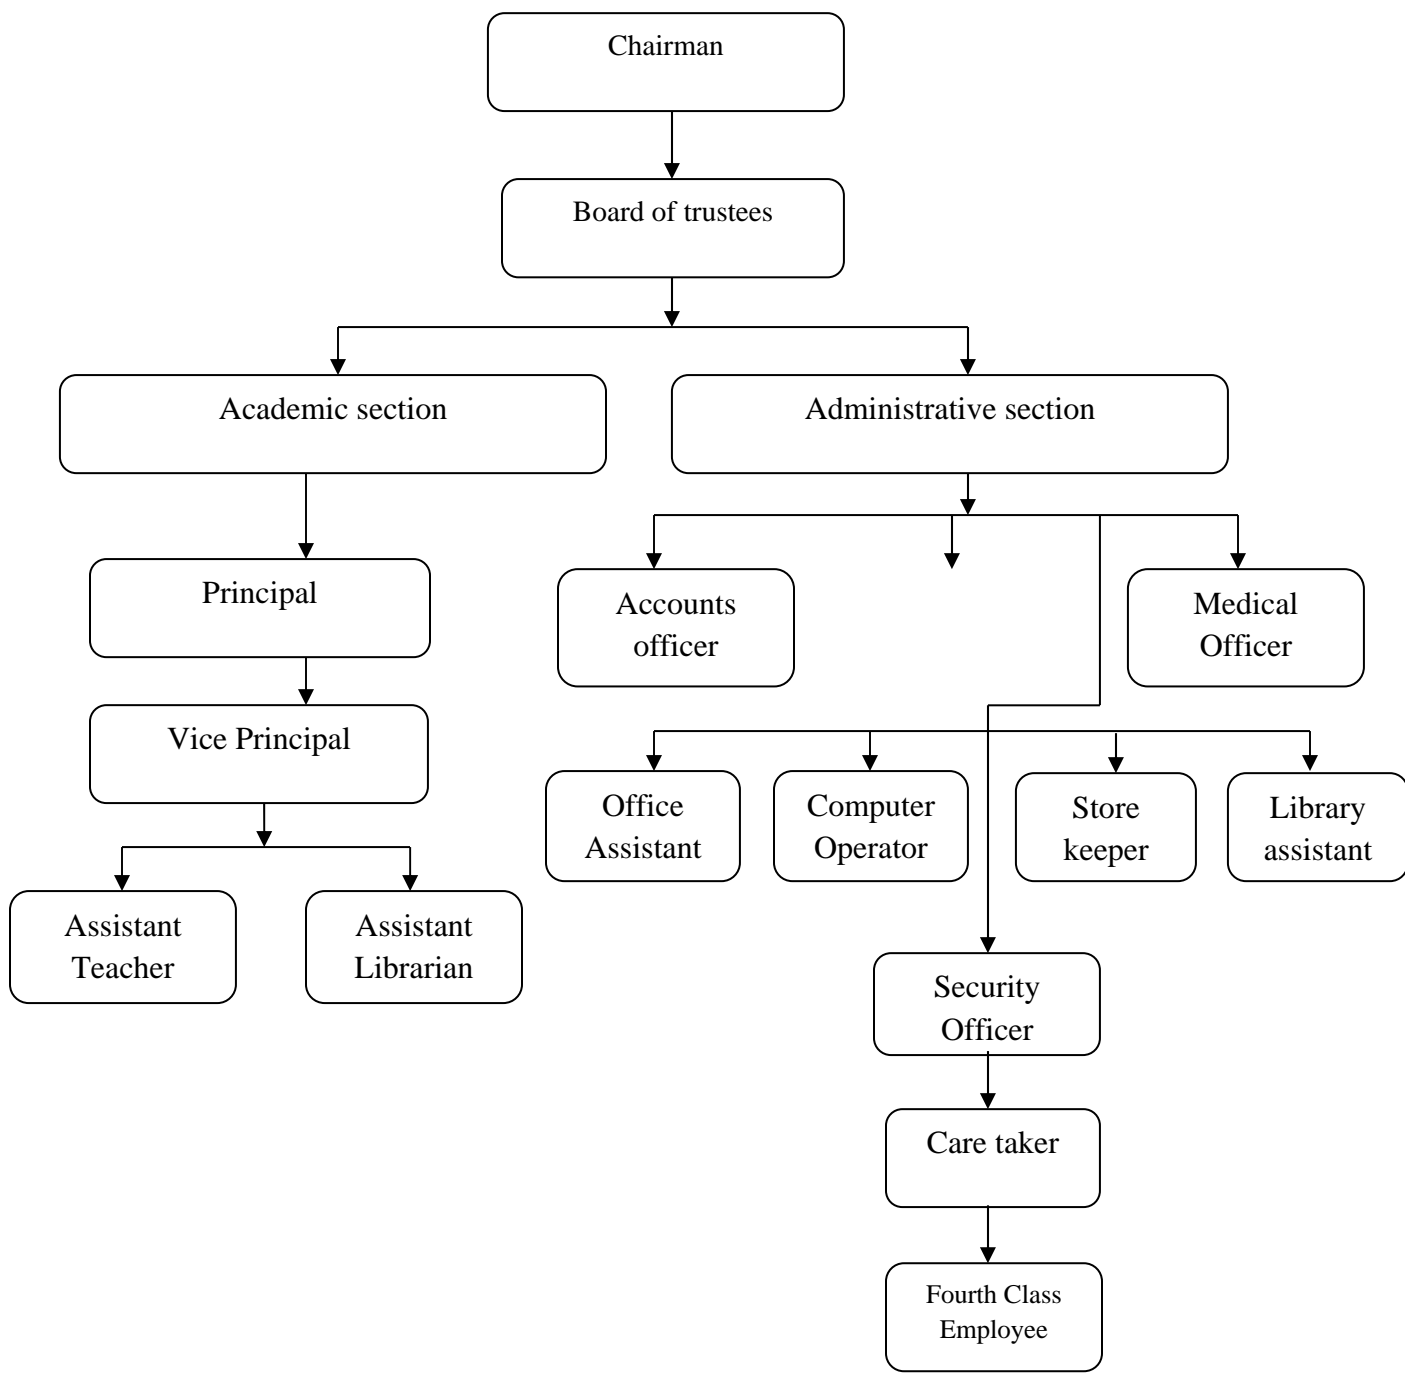 Chairman
Board of trustees
Academic section
Administrative section
Principal
Accounts
officer
Medical
Officer
Vice Principal
Office
Assistant
Computer
Operator
Store
keeper
Library
assistant
Assistant
Teacher
Assistant
Librarian
Security
Officer
Care taker
Fourth Class
Employee